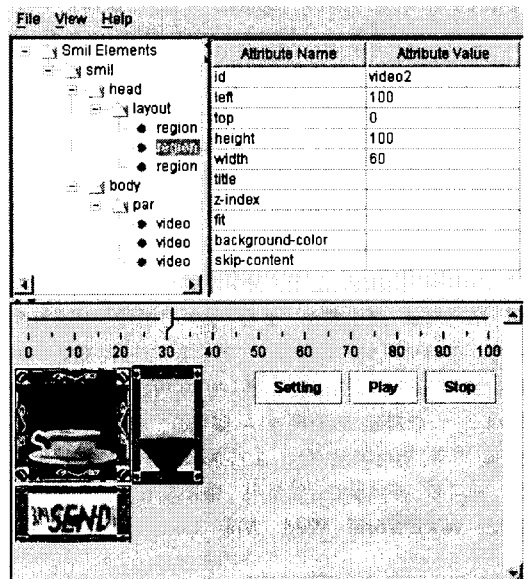 File View Help
Smil Elements
smil
head
layout
region
region
region
body
par
video
video
video
Attribute Name Attribute Value
id video2
left 100
top 0
height 100
width 60
title
z-index
fit
background-color
skip-content
0 10 20 30 40 50 60 70 80 90 100
Setting Play Stop
SEND